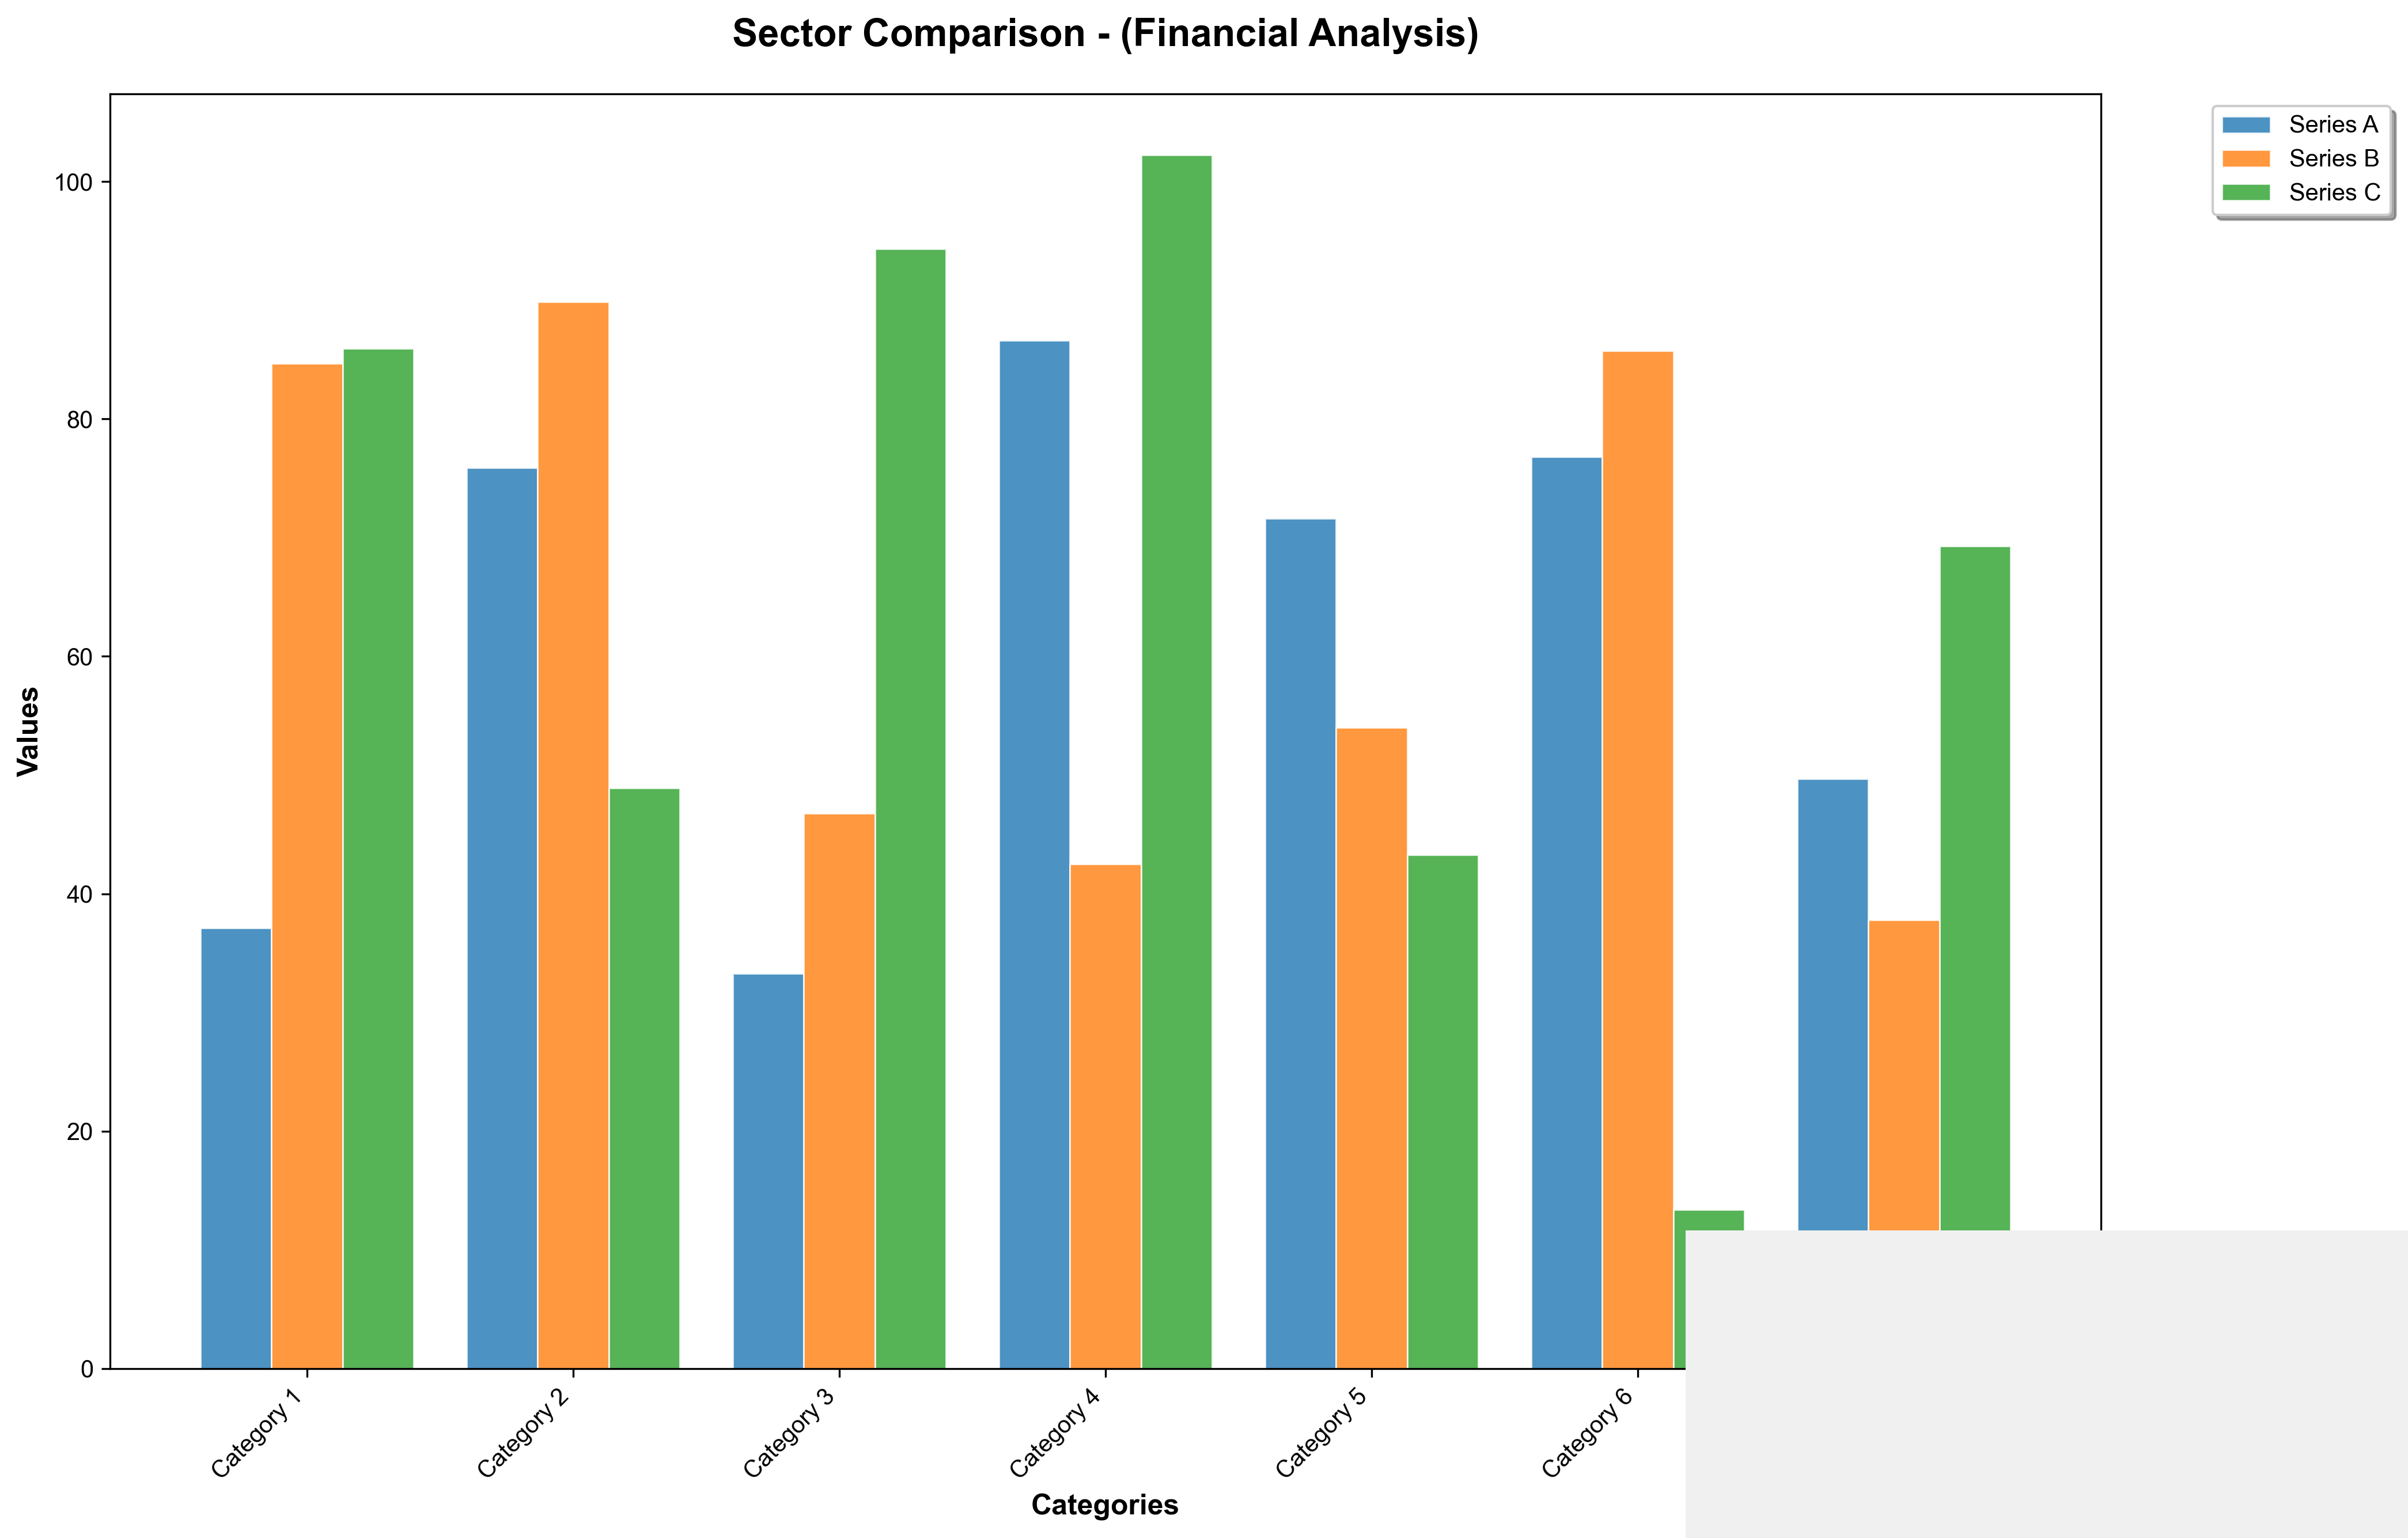 Sector Comparison - (Financial Analysis)
Series A
Series B
Series C
Values
100
80
60
40
20
0
Category 1
Category 2
Category 3
Category 4
Category 5
Category 6
Categories